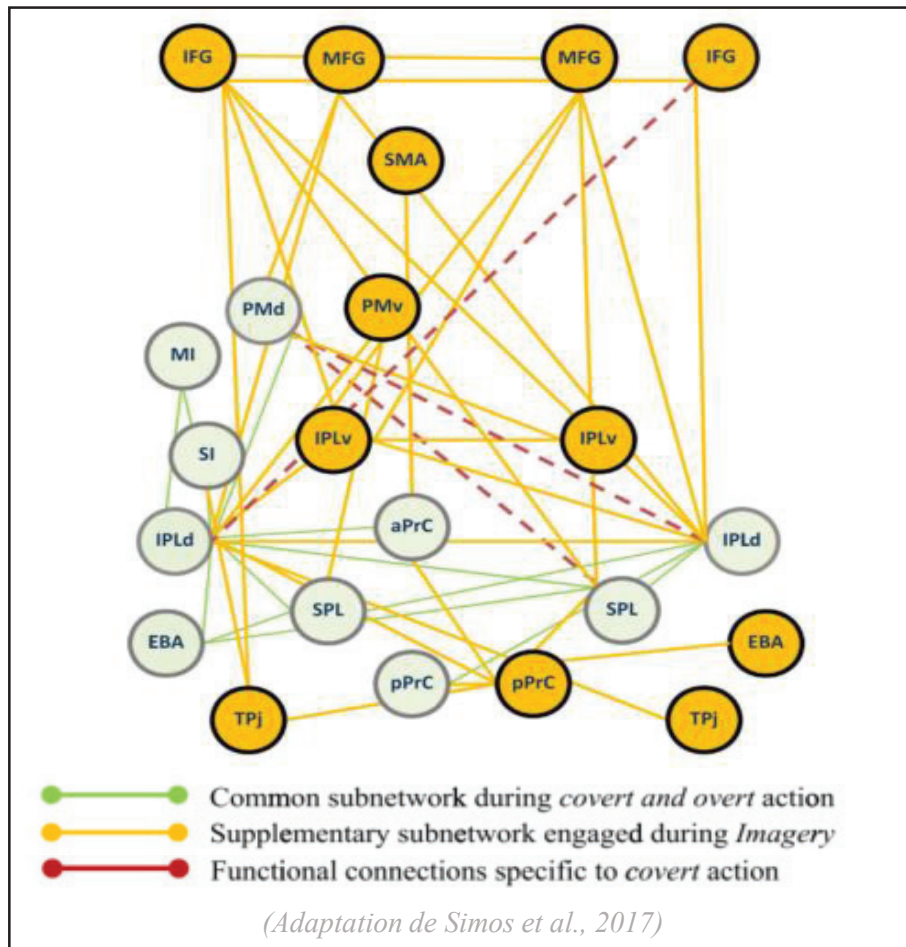 IFG MFG MFG IFG
SMA
PMd PMv
MI
SI IPLv IPLv
IPLd aPrC IPLd
SPL SPL
EBA EBA
pPrC pPrC
TPj TPj
Common subnetwork during covert and overt action
Supplementary subnetwork engaged during Imagery
Functional connections specific to covert action
(Adaptation de Simos et al., 2017)